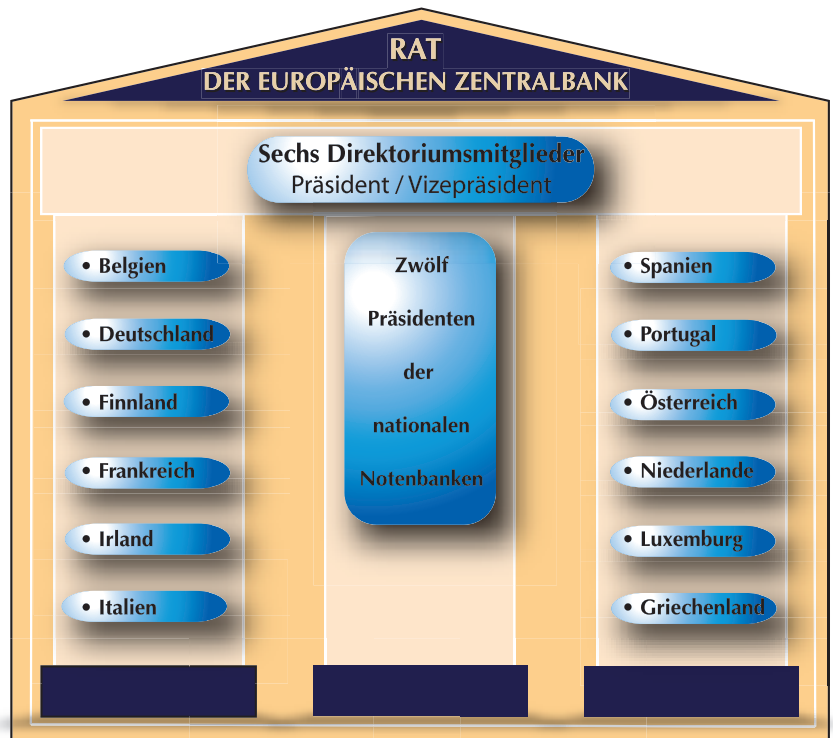 RAT
DER EUROPÄISCHEN ZENTRALBANK
Sechs Direktoriumsmitglieder
Präsident / Vizepräsident
• Belgien
• Deutschland
• Finnland
• Frankreich
• Irland
• Italien
Zwölf
Präsidenten
der
nationalen
Notenbanken
• Spanien
• Portugal
• Österreich
• Niederlande
• Luxemburg
• Griechenland